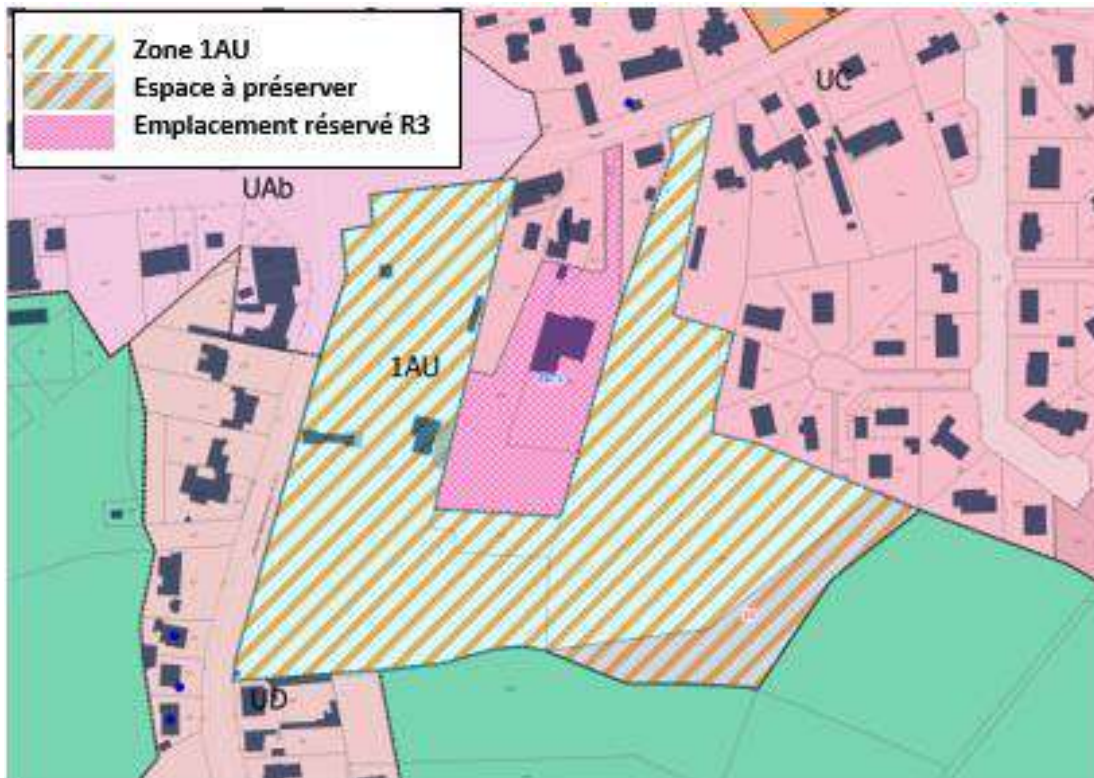 Zone 1AU
Espace à préserver
Emplacement réservé R3
UC
UAb
1AU
UD